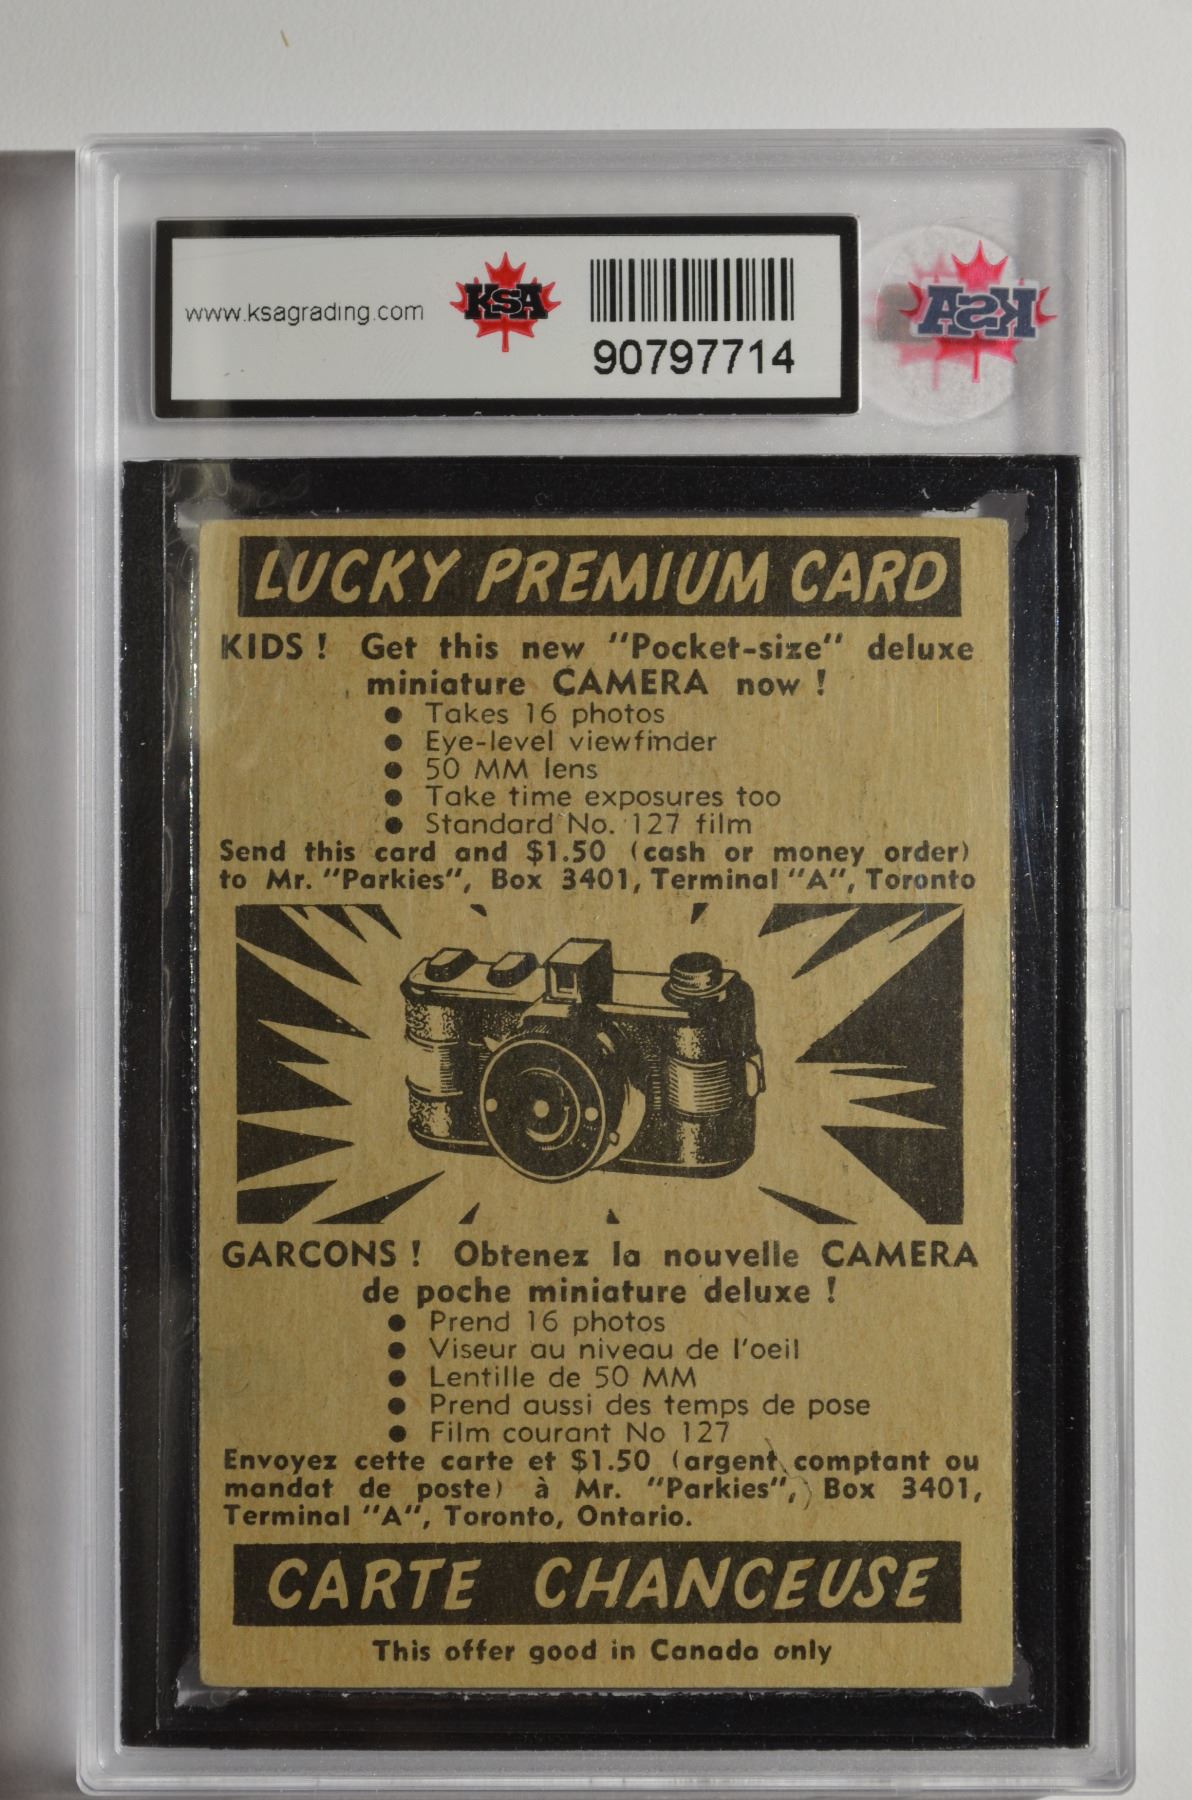 www.ksagrading.com
KSA
90797714
KSA
LUCKY PREMIUM CARD
KIDS ! Get this new "Pocket-size" deluxe
miniature CAMERA now !
● Takes 16 photos
● Eye-level viewfinder
● 50 MM lens
● Take time exposures too
● Standard No. 127 film
Send this card and $1.50 (cash or money order)
to Mr. "Parkies", Box 3401, Terminal "A", Toronto
GARCONS ! Obtenez la nouvelle CAMERA
de poche miniature deluxe !
● Prend 16 photos
● Viseur au niveau de l'oeil
● Lentille de 50 MM
● Prend aussi des temps de pose
● Film courant No 127
Envoyez cette carte et $1.50 (argent comptant ou
mandat de poste) à Mr. "Parkies", Box 3401,
Terminal "A", Toronto, Ontario.
CARTE CHANCEUSE
This offer good in Canada only